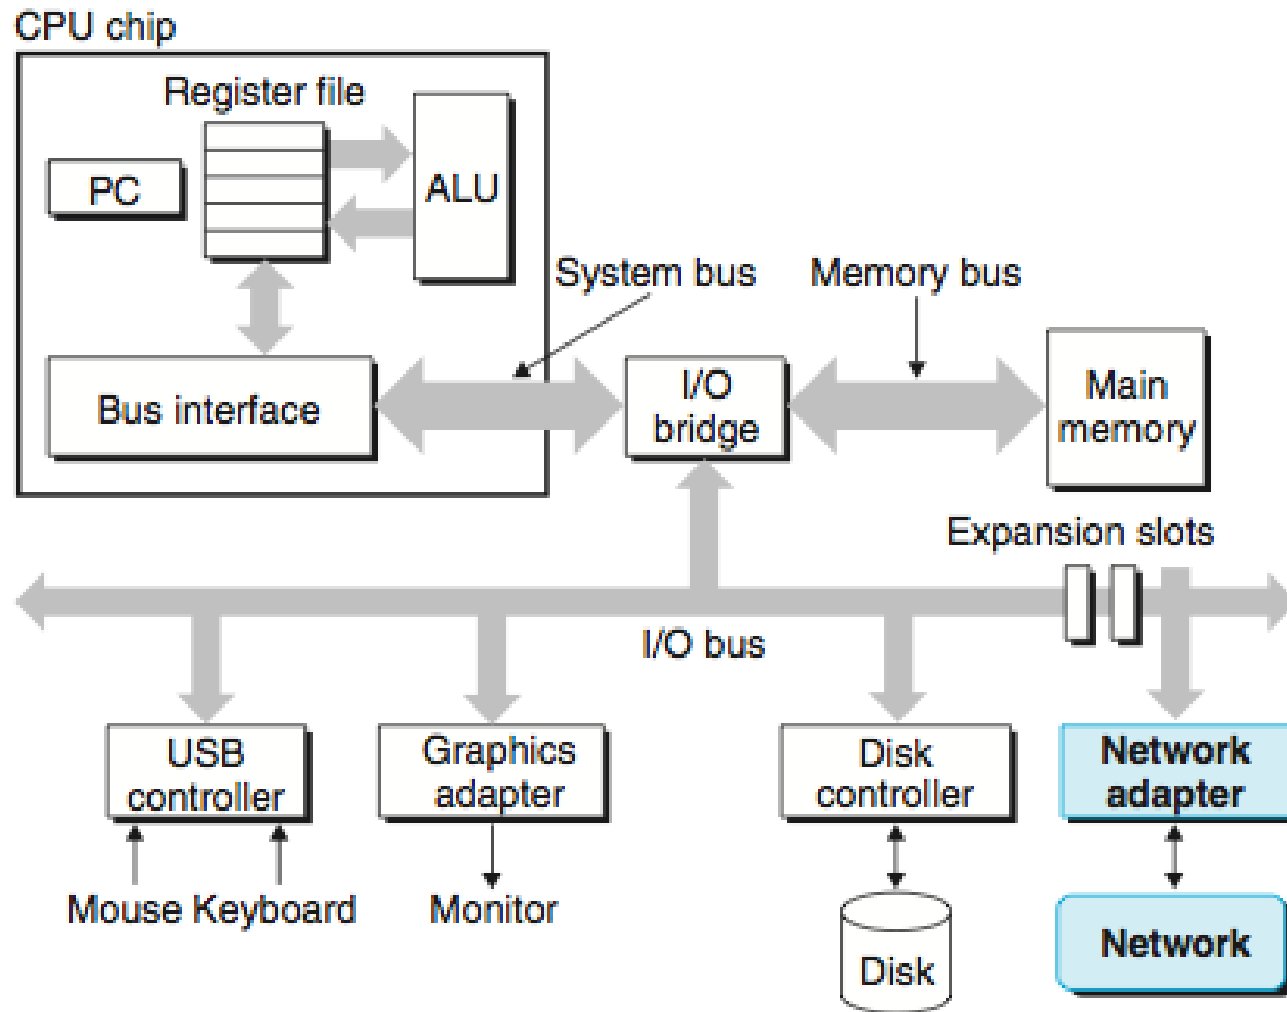 CPU chip
Register file
PC
ALU
System bus
Memory bus
Bus interface
I/O
bridge
Main
memory
Expansion slots
I/O bus
USB
controller
Graphics
adapter
Disk
controller
Network
adapter
Mouse Keyboard
Monitor
Disk
Network